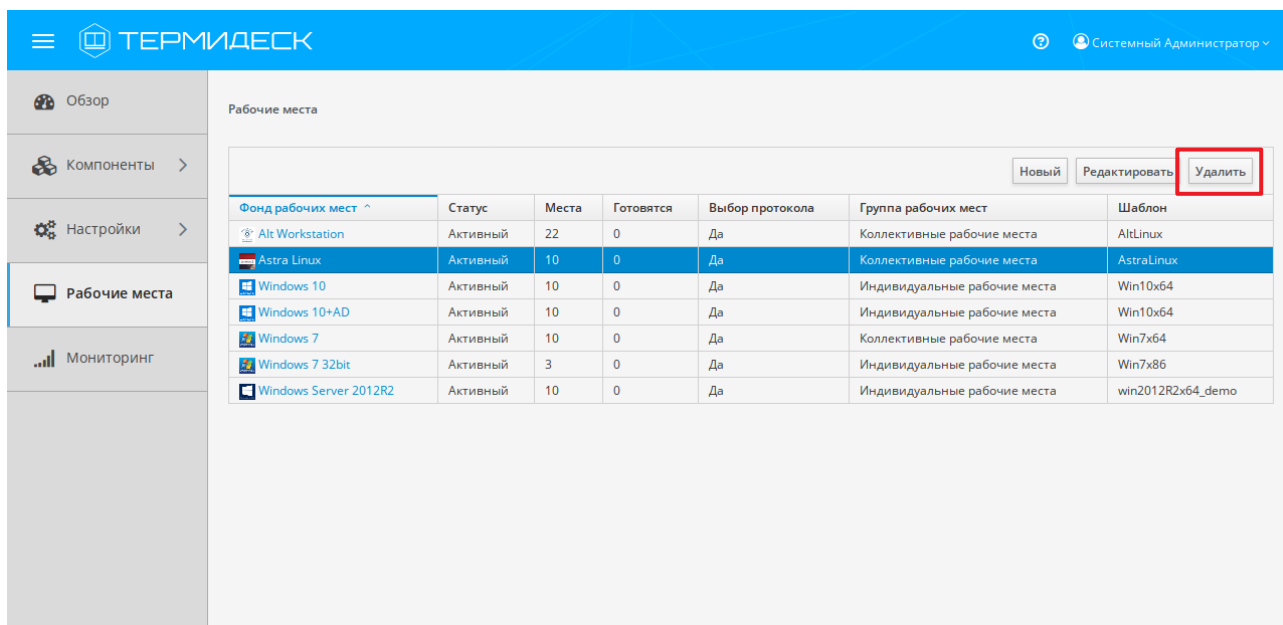 ТЕРМИДЕСК
Системный Администратор
Обзор
Компоненты
Настройки
Рабочие места
Мониторинг
Рабочие места
Новый Редактировать Удалить
Фонд рабочих мест Статус Места Готовятся Выбор протокола Группа рабочих мест Шаблон
Alt Workstation Активный 22 0 Да Коллективные рабочие места AltLinux
Astra Linux Активный 10 0 Да Коллективные рабочие места AstraLinux
Windows 10 Активный 10 0 Да Индивидуальные рабочие места Win10x64
Windows 10+AD Активный 10 0 Да Индивидуальные рабочие места Win10x64
Windows 7 Активный 10 0 Да Коллективные рабочие места Win7x64
Windows 7 32bit Активный 3 0 Да Индивидуальные рабочие места Win7x86
Windows Server 2012R2 Активный 10 0 Да Индивидуальные рабочие места win2012R2x64_demo